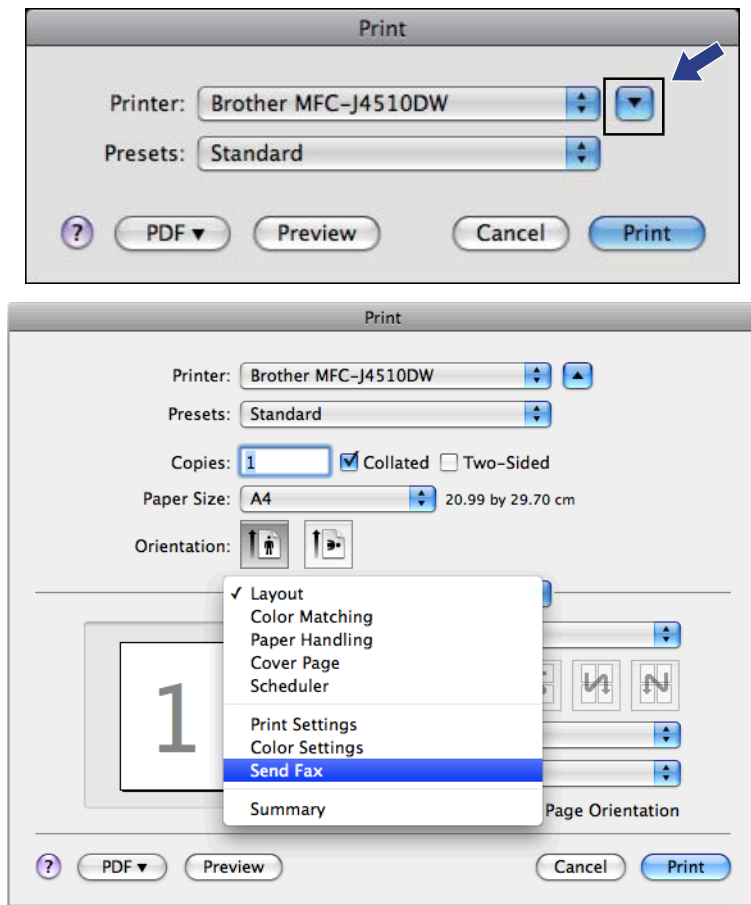 Print
Printer: Brother MFC-J4510DW
Presets: Standard
? PDF▼ Preview Cancel Print
Print
Printer: Brother MFC-J4510DW
Presets: Standard
Copies: 1 Collated Two-Sided
Paper Size: A4 20.99 by 29.70 cm
Orientation:
✓ Layout
Color Matching
Paper Handling
Cover Page
Scheduler
1
Print Settings
Color Settings
Send Fax
Summary Page Orientation
? PDF▼ Preview Cancel Print